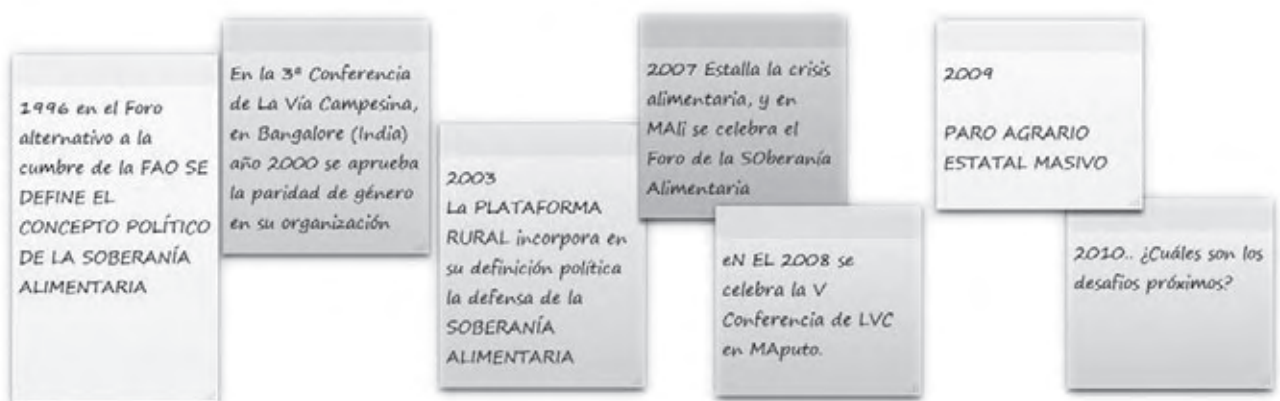 1996 en el Foro
alternativo a la
cumbre de la FAO SE
DEFINE EL
CONCEPTO POLÍTICO
DE LA SOBERANÍA
ALIMENTARIA
En la 3ª Conferencia
de La Vía Campesina,
en Bangalore (India)
año 2000 se aprueba
la paridad de género
en su organización
2003
La PLATAFORMA
RURAL incorpora en
su definición política
la defensa de la
SOBERANÍA
ALIMENTARIA
2007 Estalla la crisis
alimentaria, y en
MAli se celebra el
Foro de la SOberanía
Alimentaria
eN EL 2008 se
celebra la V
Conferencia de LVC
en MAputo.
2009
PARO AGRARIO
ESTATAL MASIVO
2010.. ¿Cuáles son los
desafios próximos?